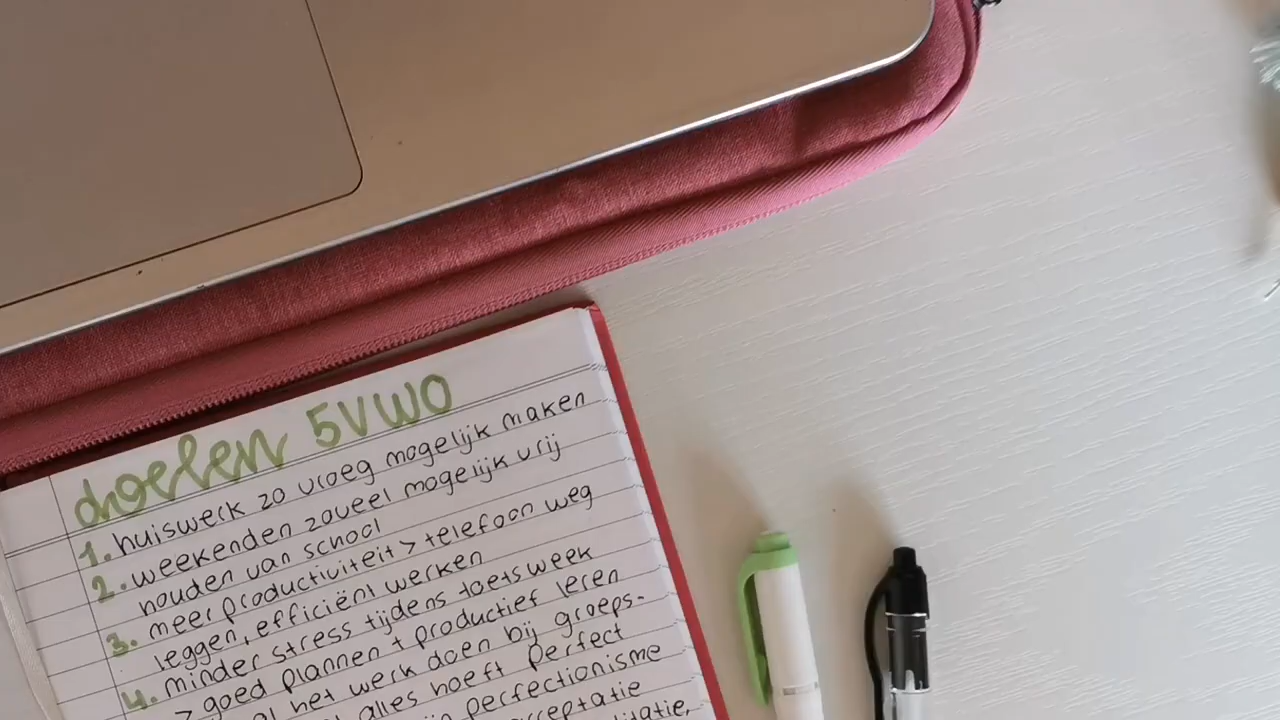 doelen 5VWO
1. huiswerk zo vroeg mogelijk maken
2. weekenden zoveel mogelijk vrij
houden van school
3. meer productiviteit > telefoon weg
leggen, efficiënt werken
4. minder stress tijdens toetsweek
> goed plannen + productief leren
al het werk doen bij groeps-
alles hoeft perfect
perfectionisme